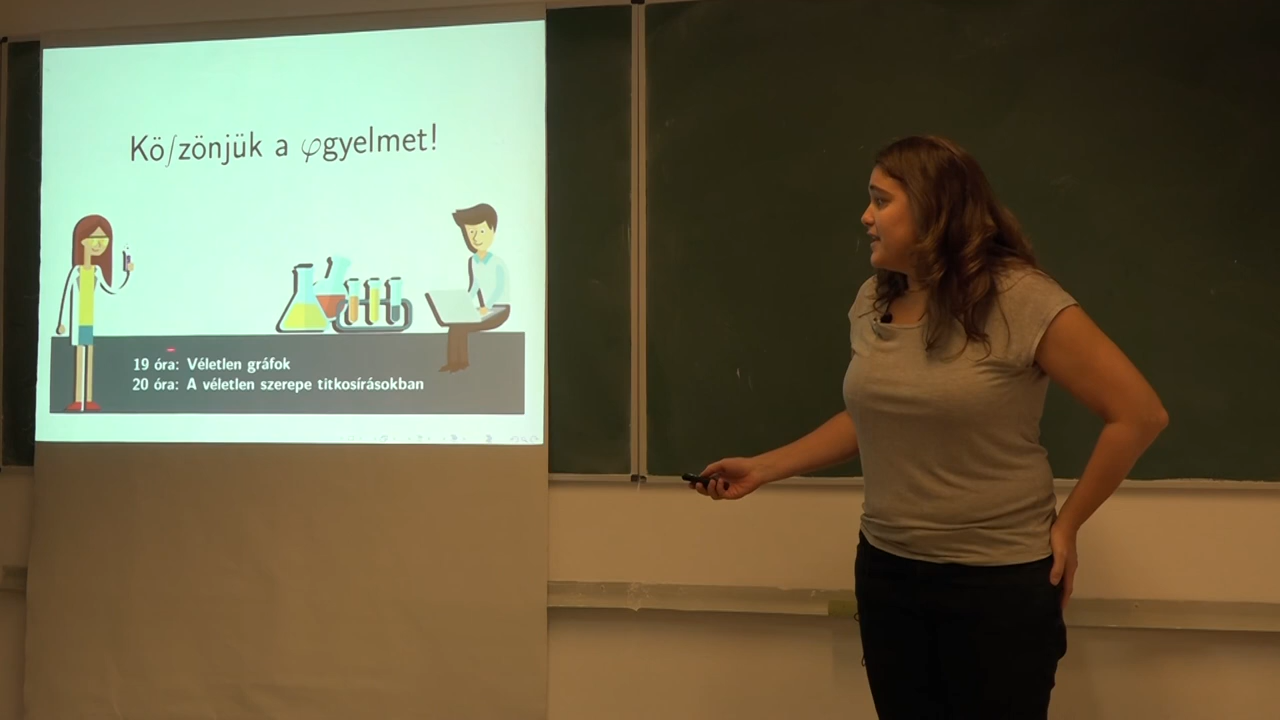 Kö∫zönjük a φgyelmet!
19 óra: Véletlen gráfok
20 óra: A véletlen szerepe titkosírásokban